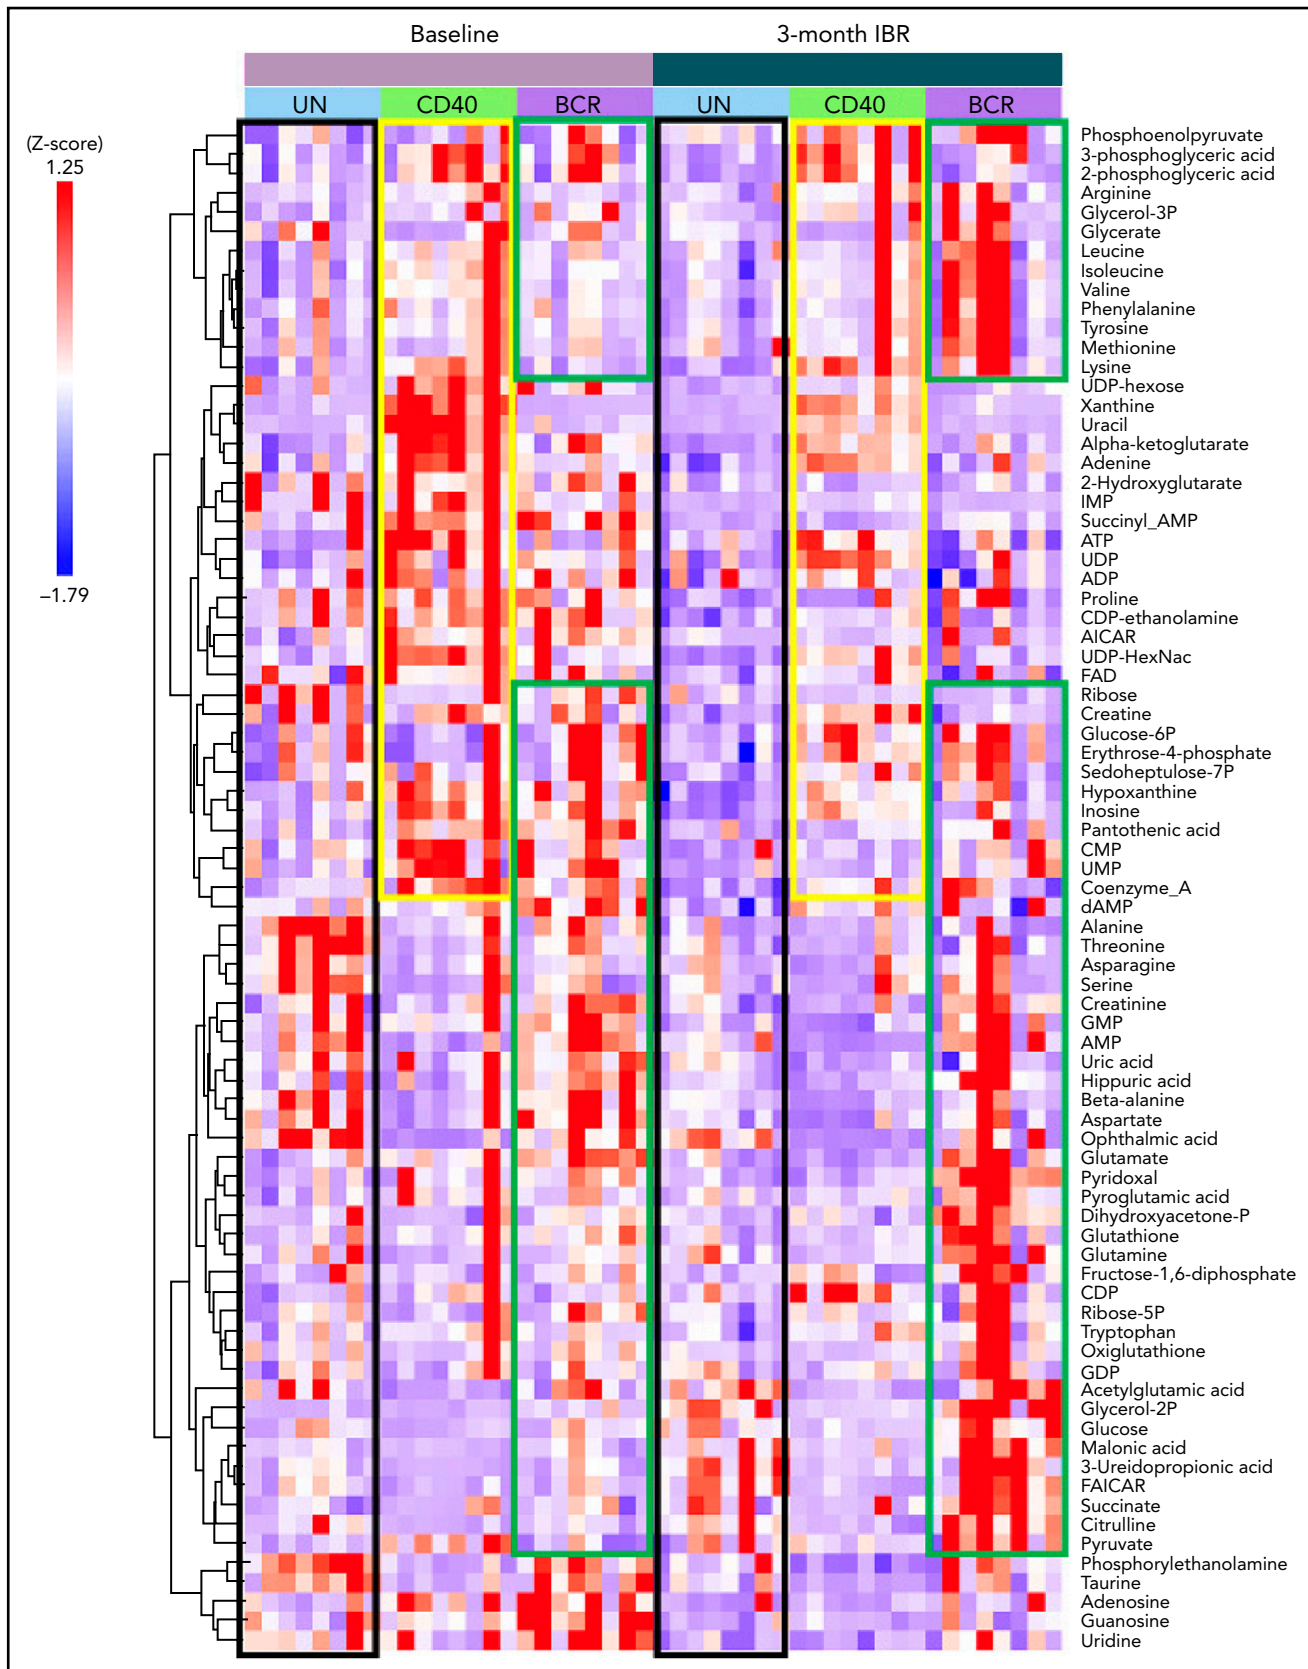 Baseline 3-month IBR
UN CD40 BCR UN CD40 BCR
(Z-score)
1.25
−1.79
Phosphoenolpyruvate
3-phosphoglyceric acid
2-phosphoglyceric acid
Arginine
Glycerol-3P
Glycerate
Leucine
Isoleucine
Valine
Phenylalanine
Tyrosine
Methionine
Lysine
UDP-hexose
Xanthine
Uracil
Alpha-ketoglutarate
Adenine
2-Hydroxyglutarate
IMP
Succinyl_AMP
ATP
UDP
ADP
Proline
CDP-ethanolamine
AICAR
UDP-HexNac
FAD
Ribose
Creatine
Glucose-6P
Erythrose-4-phosphate
Sedoheptulose-7P
Hypoxanthine
Inosine
Pantothenic acid
CMP
UMP
Coenzyme_A
dAMP
Alanine
Threonine
Asparagine
Serine
Creatinine
GMP
AMP
Uric acid
Hippuric acid
Beta-alanine
Aspartate
Ophthalmic acid
Glutamate
Pyridoxal
Pyroglutamic acid
Dihydroxyacetone-P
Glutathione
Glutamine
Fructose-1,6-diphosphate
CDP
Ribose-5P
Tryptophan
Oxiglutathione
GDP
Acetylglutamic acid
Glycerol-2P
Glucose
Malonic acid
3-Ureidopropionic acid
FAICAR
Succinate
Citrulline
Pyruvate
Phosphorylethanolamine
Taurine
Adenosine
Guanosine
Uridine